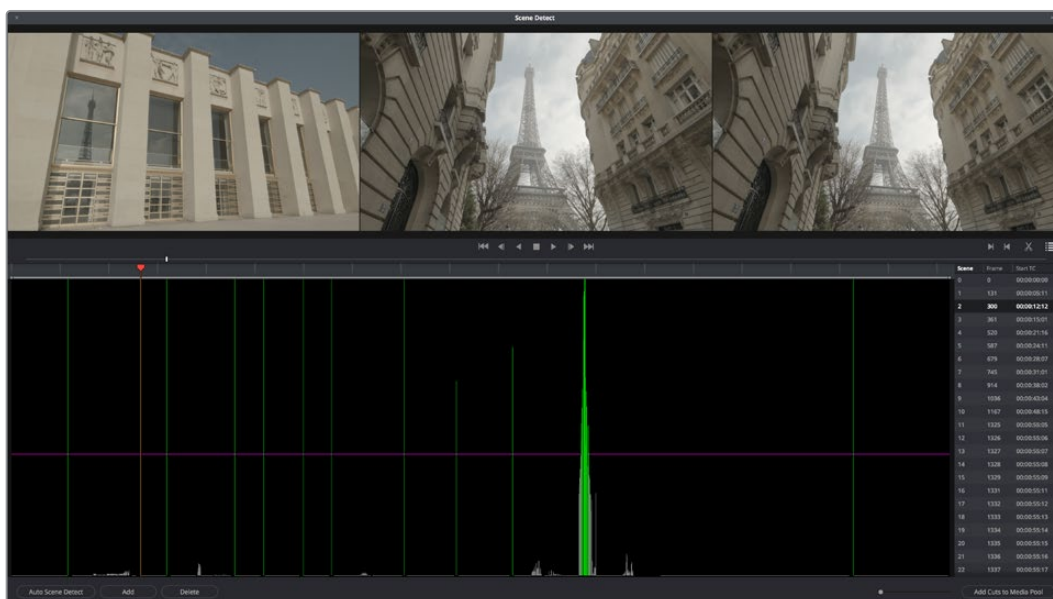 Scene Detect
Scene Frame Start TC
0 0 00:00:00:00
1 131 00:00:05:11
2 300 00:00:12:12
3 361 00:00:15:01
4 520 00:00:21:16
5 587 00:00:24:11
6 679 00:00:28:07
7 745 00:00:31:01
8 914 00:00:38:02
9 1036 00:00:43:04
10 1167 00:00:48:15
11 1325 00:00:55:05
12 1326 00:00:55:06
13 1327 00:00:55:07
14 1328 00:00:55:08
15 1329 00:00:55:09
16 1331 00:00:55:11
17 1332 00:00:55:12
18 1333 00:00:55:13
19 1334 00:00:55:14
20 1335 00:00:55:15
21 1336 00:00:55:16
22 1337 00:00:55:17
Auto Scene Detect Add Delete Add Cuts to Media Pool